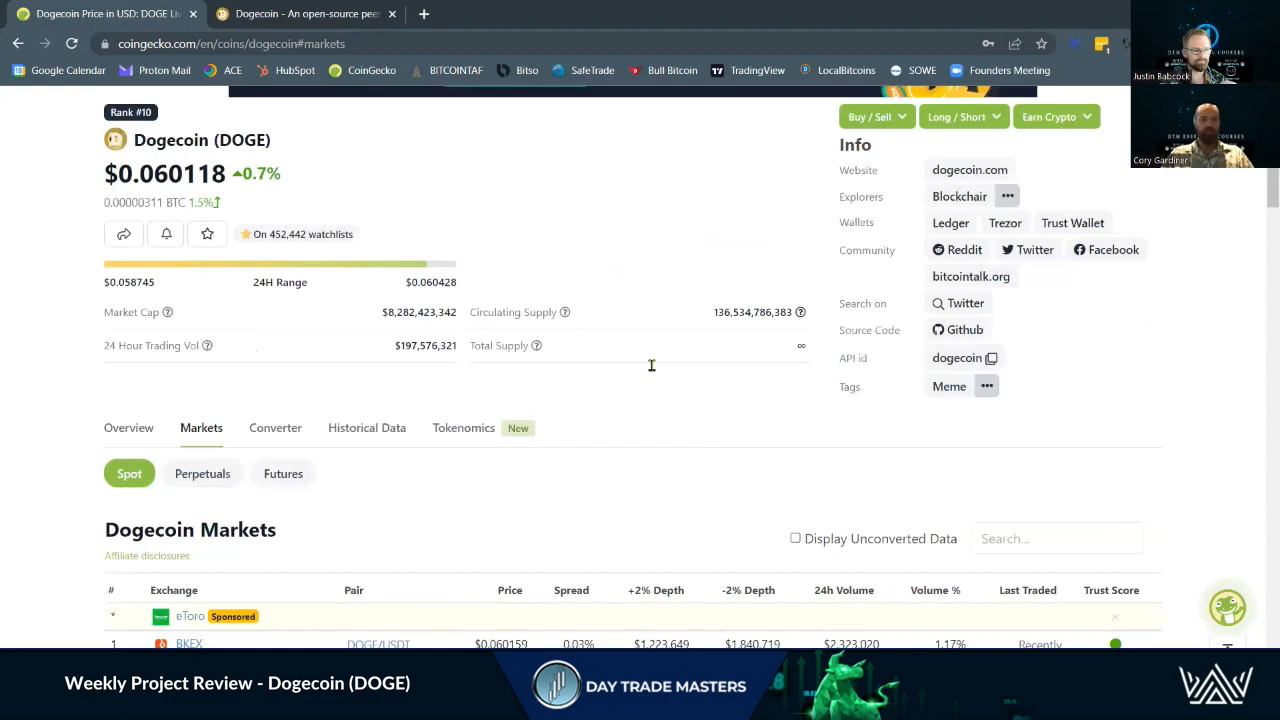 Dogecoin Price in USD: DOGE Li
Dogecoin - An open-source peer
coingecko.com/en/coins/dogecoin#markets
Google Calendar Proton Mail ACE HubSpot CoinGecko BITCOINTAF Bitso SafeTrade Bull Bitcoin TradingView LocalBitcoins SOWE Founders Meeting
Justin Babcock
Cory Gardiner
Rank #10
Dogecoin (DOGE)
$0.060118 0.7%
0.00000311 BTC 1.5%
On 452,442 watchlists
$0.058745 24H Range $0.060428
Market Cap $8,282,423,342 Circulating Supply 136,534,786,383
24 Hour Trading Vol $197,576,321 Total Supply ∞
Buy / Sell Long / Short Earn Crypto
Info
Website dogecoin.com
Explorers Blockchair
Wallets Ledger Trezor Trust Wallet
Community Reddit Twitter Facebook
bitcointalk.org
Search on Twitter
Source Code Github
API id dogecoin
Tags Meme
Overview Markets Converter Historical Data Tokenomics New
Spot Perpetuals Futures
Dogecoin Markets
Affiliate disclosures
Display Unconverted Data Search...
# Exchange Pair Price Spread +2% Depth -2% Depth 24h Volume Volume % Last Traded Trust Score
* eToro Sponsored
1 BKEX DOGE/USDT $0.060159 0.03% $1,223,649 $1,840,719 $2,323,020 1.17% Recently
Weekly Project Review - Dogecoin (DOGE)
DAY TRADE MASTERS